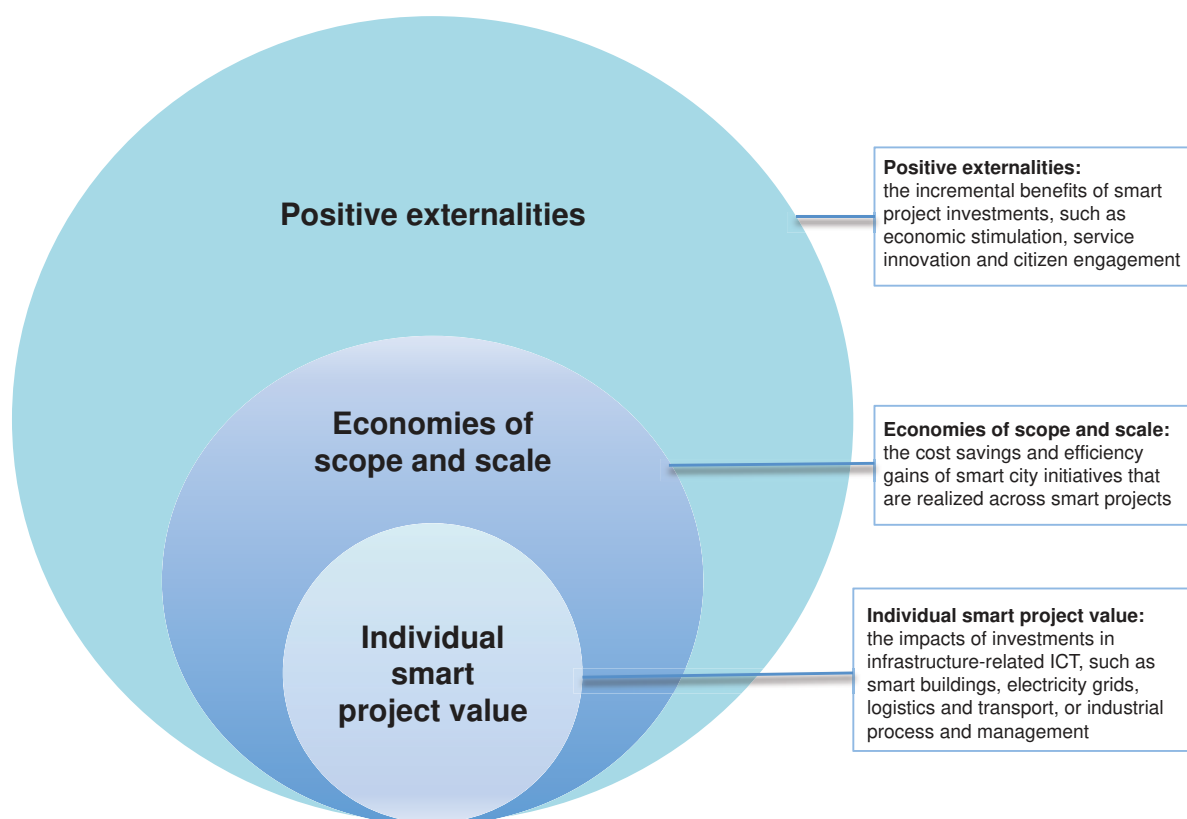 Positive externalities
Positive externalities:
the incremental benefits of smart
project investments, such as
economic stimulation, service
innovation and citizen engagement
Economies of
scope and scale
Economies of scope and scale:
the cost savings and efficiency
gains of smart city initiatives that
are realized across smart projects
Individual
smart
project value
Individual smart project value:
the impacts of investments in
infrastructure-related ICT, such as
smart buildings, electricity grids,
logistics and transport, or industrial
process and management